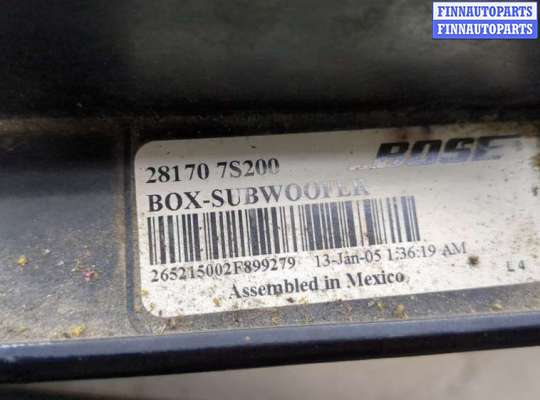 FINNAUTOPARTS
FINNAUTOPARTS
28170 7S200
BOSE
BOX-SUBWOOFER
265215002F899279 13-Jan-05 1:36:19 AM
Assembled in Mexico
L4